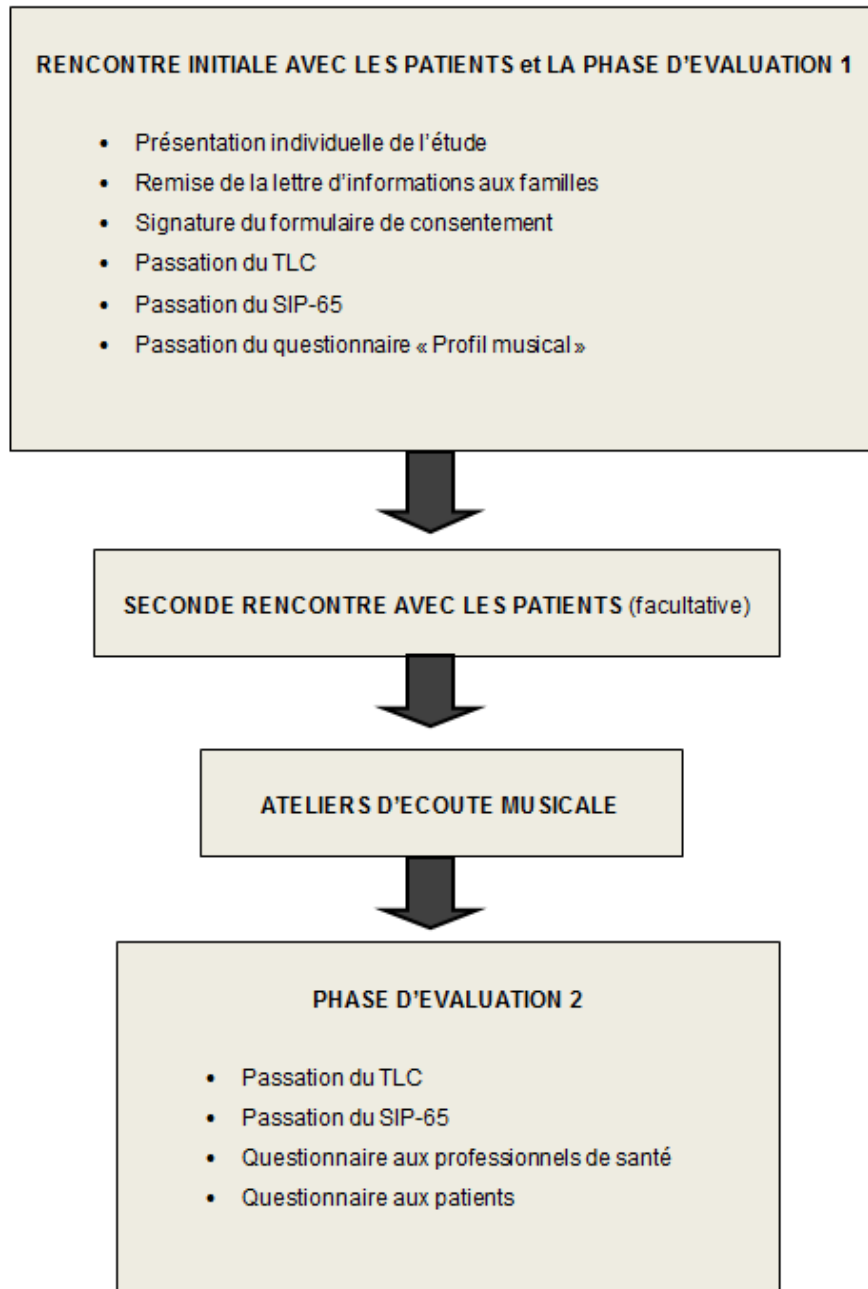 RENCONTRE INITIALE AVEC LES PATIENTS et LA PHASE D'EVALUATION 1
• Présentation individuelle de l'étude
• Remise de la lettre d'informations aux familles
• Signature du formulaire de consentement
• Passation du TLC
• Passation du SIP-65
• Passation du questionnaire « Profil musical »
SECONDE RENCONTRE AVEC LES PATIENTS (facultative)
ATELIERS D'ECOUTE MUSICALE
PHASE D'EVALUATION 2
• Passation du TLC
• Passation du SIP-65
• Questionnaire aux professionnels de santé
• Questionnaire aux patients